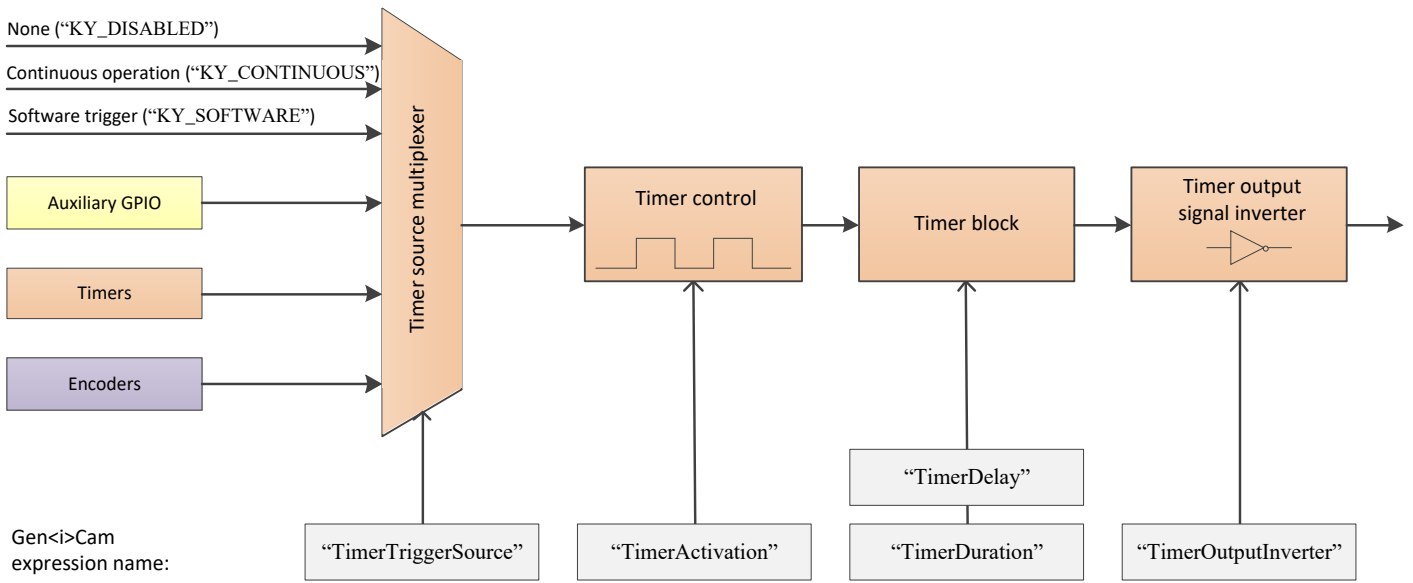 None (“KY_DISABLED”)
Continuous operation (“KY_CONTINUOUS”)
Software trigger (“KY_SOFTWARE”)
Auxiliary GPIO
Timers
Encoders
Timer source multiplexer
Timer control
Timer block
Timer output
signal inverter
“TimerDelay”
Gen<i>Cam
expression name:
“TimerTriggerSource”
“TimerActivation”
“TimerDuration”
“TimerOutputInverter”